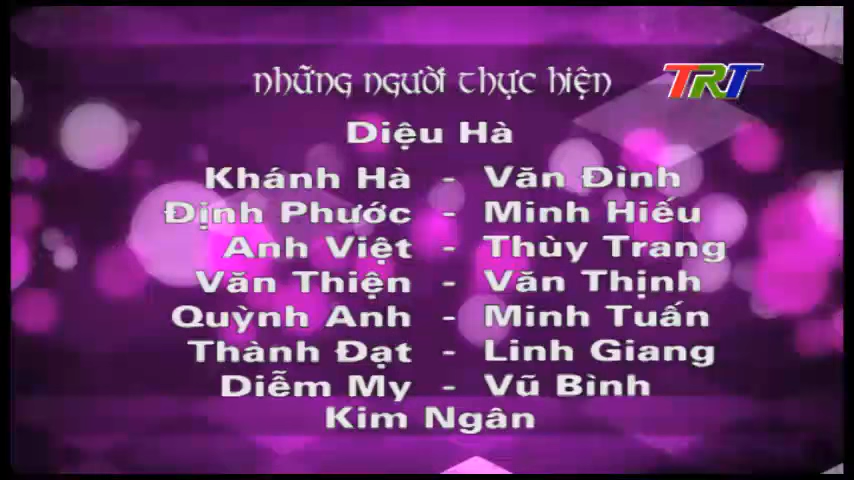 những người thực hiện
TRT
Diệu Hà
Khánh Hà - Văn Đình
Định Phước - Minh Hiếu
Anh Việt - Thùy Trang
Văn Thiện - Văn Thịnh
Quỳnh Anh - Minh Tuấn
Thành Đạt - Linh Giang
Diễm My - Vũ Bình
Kim Ngân